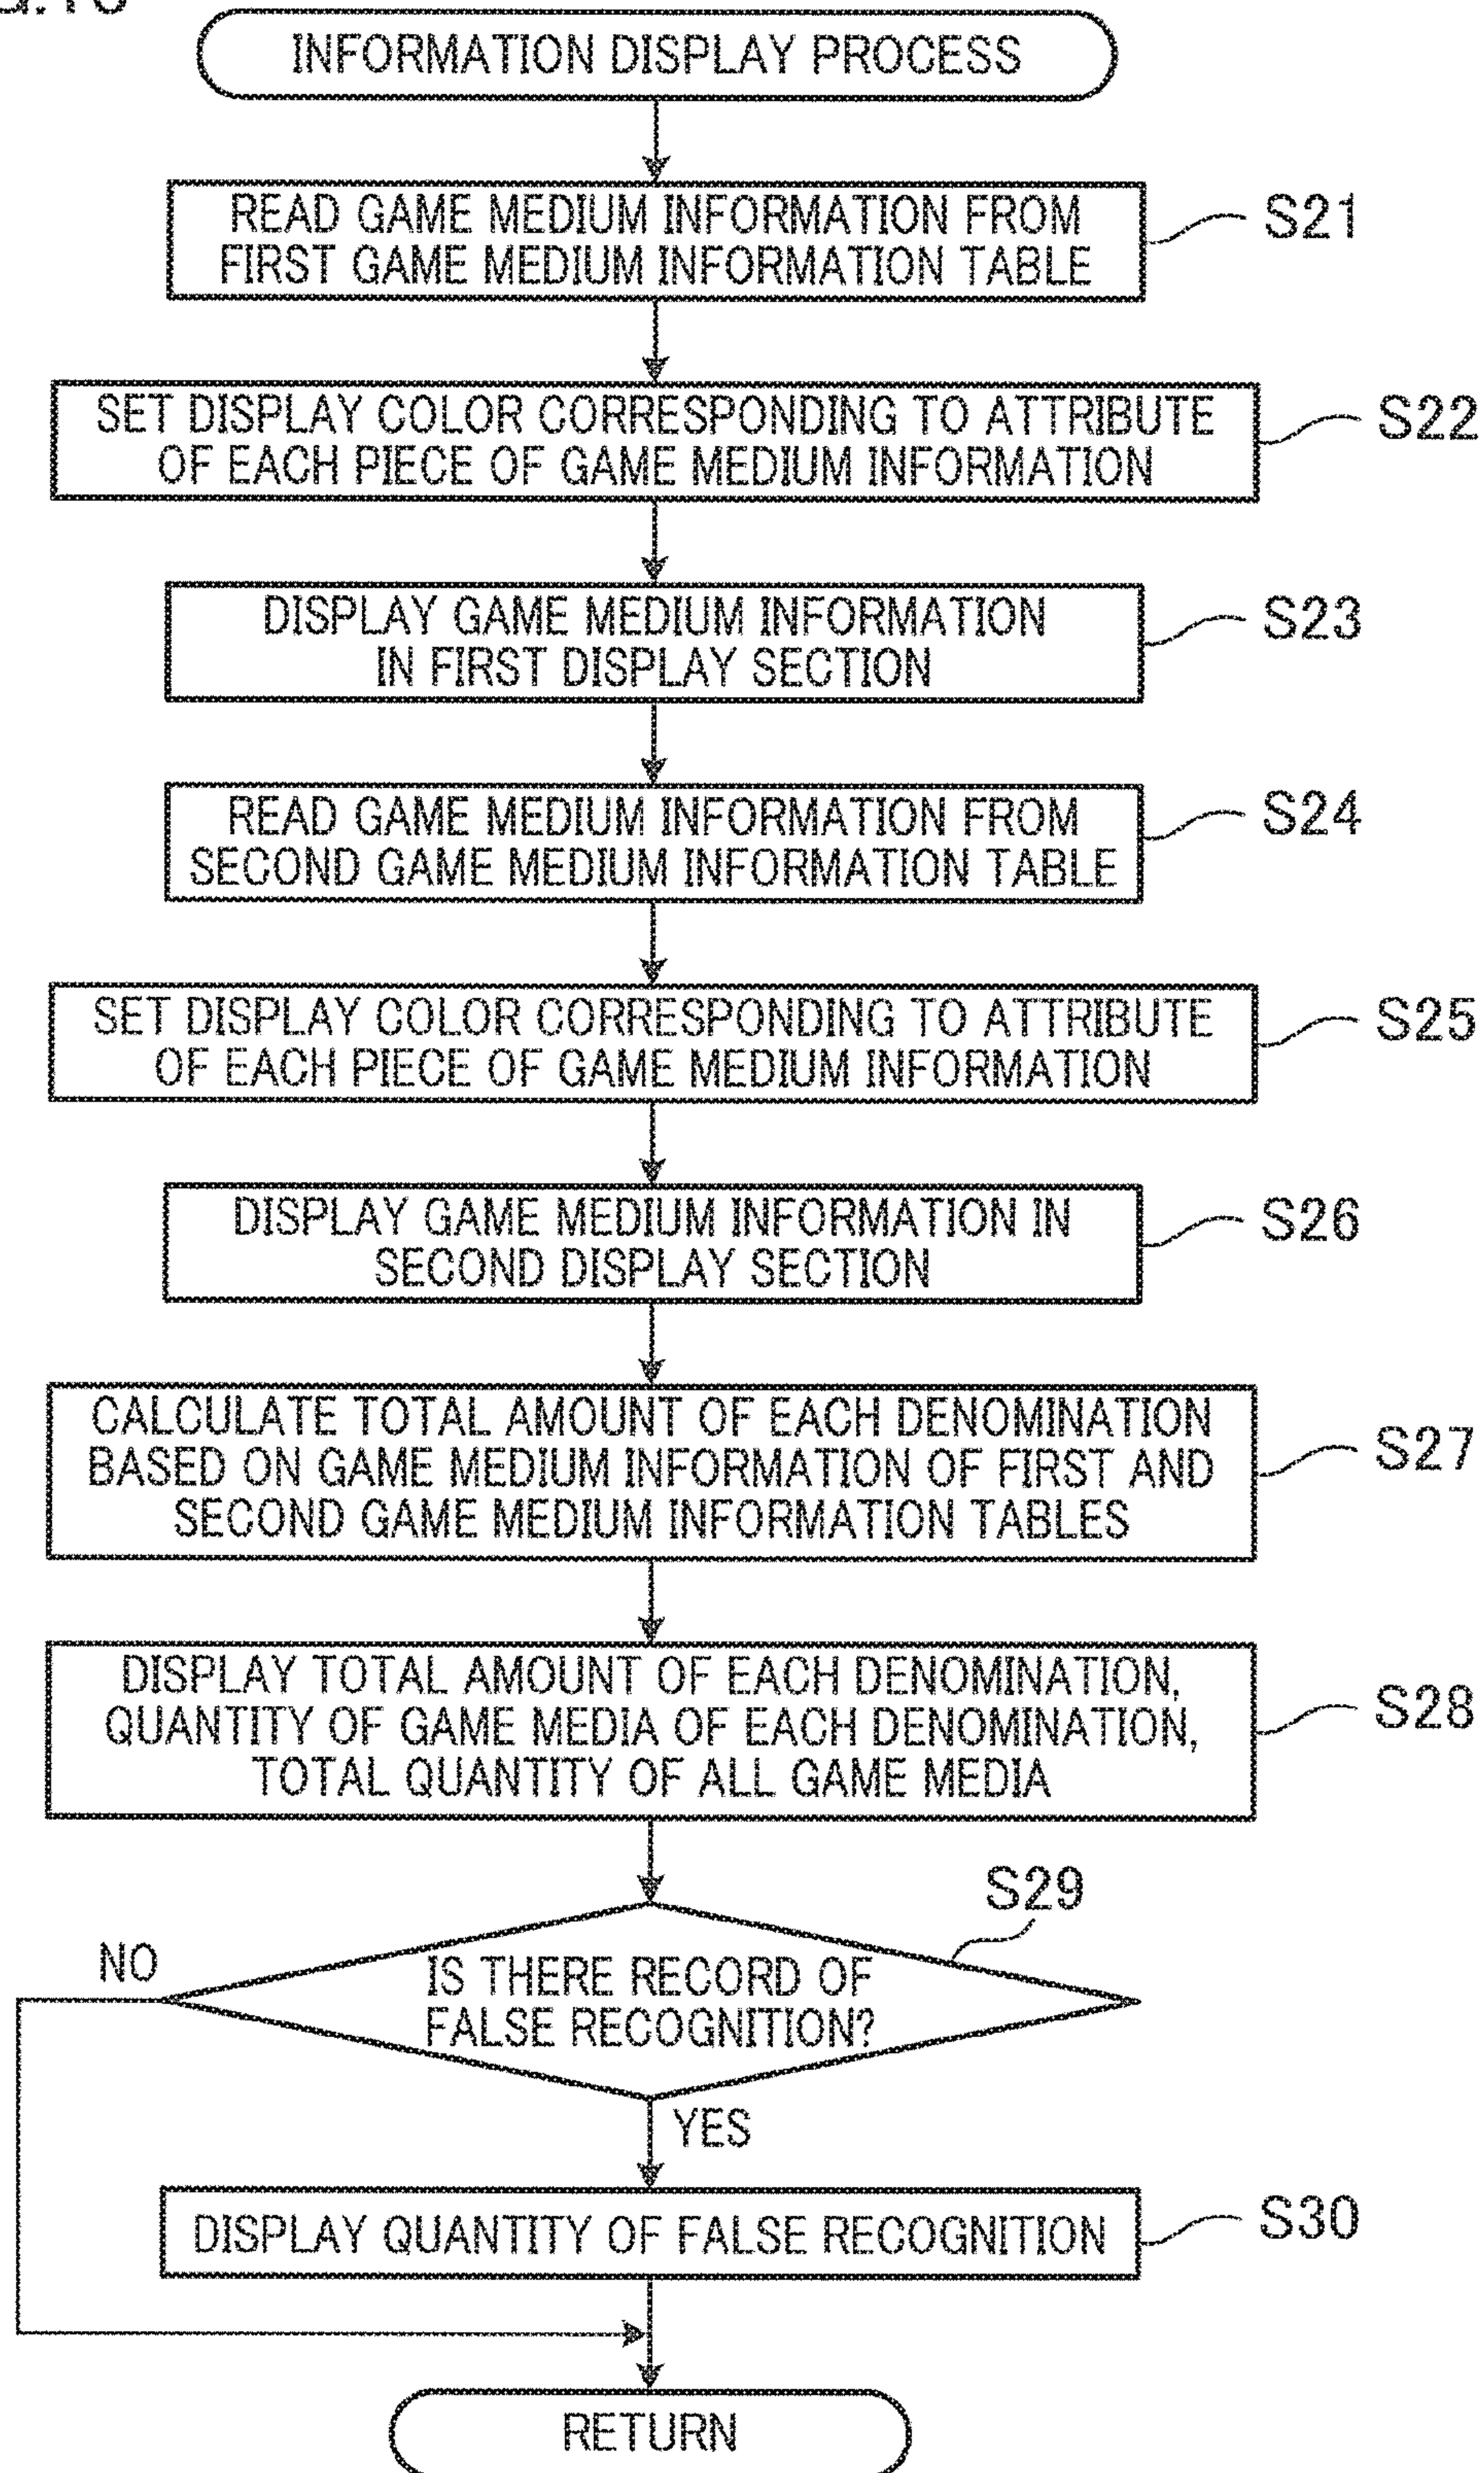 INFORMATION DISPLAY PROCESS
READ GAME MEDIUM INFORMATION FROM
FIRST GAME MEDIUM INFORMATION TABLE
S21
SET DISPLAY COLOR CORRESPONDING TO ATTRIBUTE
OF EACH PIECE OF GAME MEDIUM INFORMATION
S22
DISPLAY GAME MEDIUM INFORMATION
IN FIRST DISPLAY SECTION
S23
READ GAME MEDIUM INFORMATION FROM
SECOND GAME MEDIUM INFORMATION TABLE
S24
SET DISPLAY COLOR CORRESPONDING TO ATTRIBUTE
OF EACH PIECE OF GAME MEDIUM INFORMATION
S25
DISPLAY GAME MEDIUM INFORMATION IN
SECOND DISPLAY SECTION
S26
CALCULATE TOTAL AMOUNT OF EACH DENOMINATION
BASED ON GAME MEDIUM INFORMATION OF FIRST AND
SECOND GAME MEDIUM INFORMATION TABLES
S27
DISPLAY TOTAL AMOUNT OF EACH DENOMINATION,
QUANTITY OF GAME MEDIA OF EACH DENOMINATION,
TOTAL QUANTITY OF ALL GAME MEDIA
S28
S29
NO
IS THERE RECORD OF
FALSE RECOGNITION?
YES
DISPLAY QUANTITY OF FALSE RECOGNITION
S30
RETURN